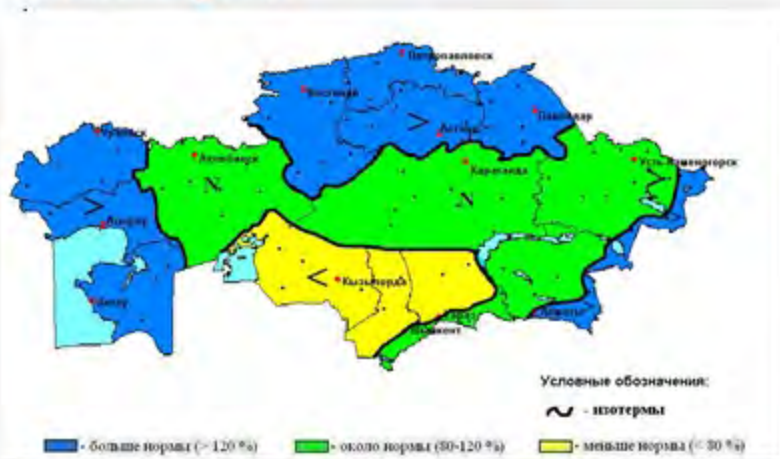 Петропавловск
Костанай
Павлодар
Астана
Уральск
Актюбинск
Усть-Каменогорск
Караганда
N
N
>
>
>
Атырау
<
Кызылорда
Актау
Тараз
Алматы
Шымкент
Условные обозначения:
- изотермы
- больше нормы (> 120 %)
- около нормы (80-120 %)
- меньше нормы (< 80 %)